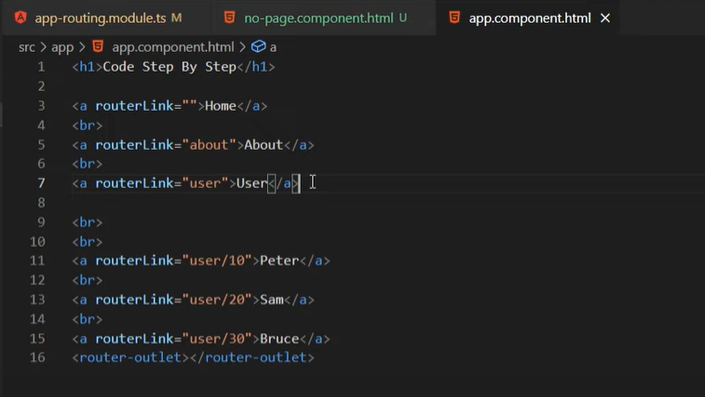 app-routing.module.ts M no-page.component.html U app.component.html ×
src > app > app.component.html > a
1 <h1>Code Step By Step</h1>
2
3 <a routerLink="">Home</a>
4 <br>
5 <a routerLink="about">About</a>
6 <br>
7 <a routerLink="user">User</a>
8
9 <br>
10 <br>
11 <a routerLink="user/10">Peter</a>
12 <br>
13 <a routerLink="user/20">Sam</a>
14 <br>
15 <a routerLink="user/30">Bruce</a>
16 <router-outlet></router-outlet>